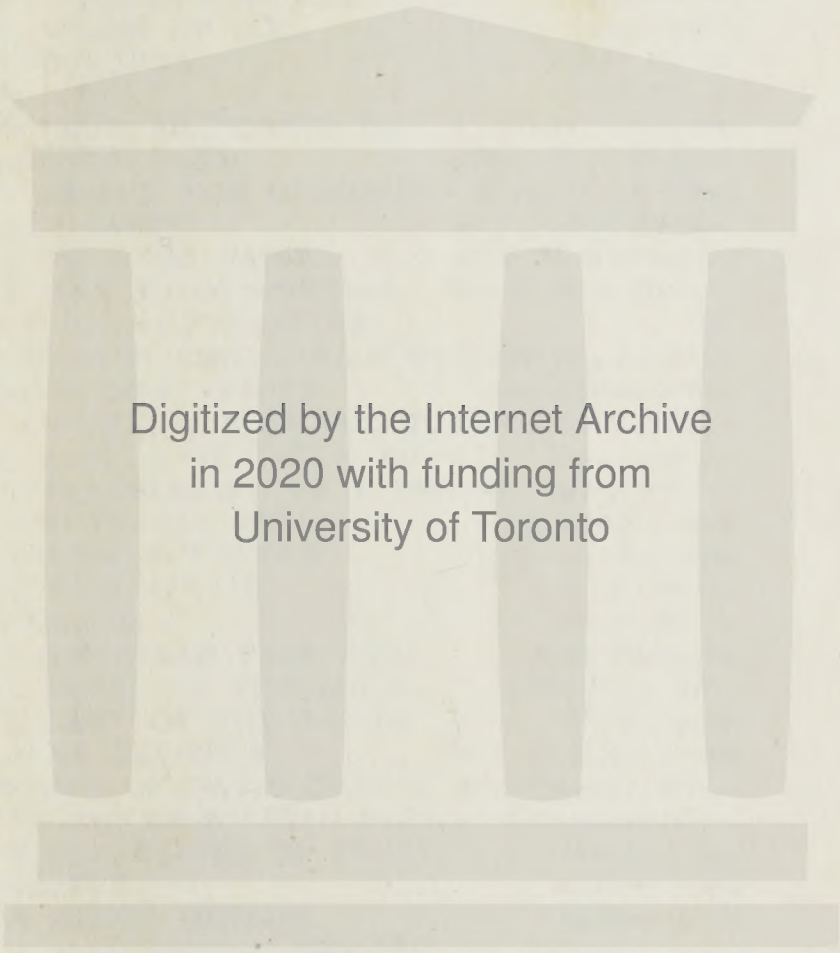 Digitized by the Internet Archive
in 2020 with funding from
University of Toronto